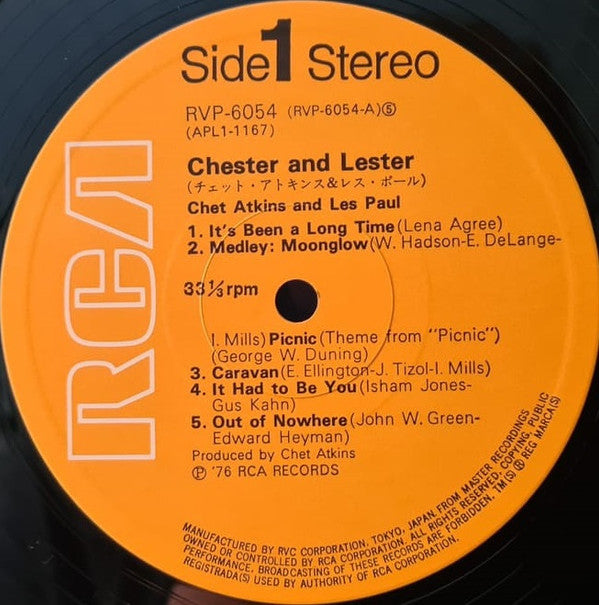 Side 1 Stereo
RVP-6054 (RVP-6054-A)Ⓢ
(APL1-1167)
Chester and Lester
(チェット・アトキンス&レス・ポール)
Chet Atkins and Les Paul
1. It's Been a Long Time (Lena Agree)
2. Medley: Moonglow (W. Hadson-E. DeLange-
33⅓ rpm
I. Mills) Picnic (Theme from "Picnic")
(George W. Duning)
3. Caravan (E. Ellington-J. Tizol-I. Mills)
4. It Had to Be You (Isham Jones-
Gus Kahn)
5. Out of Nowhere (John W. Green-
Edward Heyman)
Produced by Chet Atkins
Ⓟ '76 RCA RECORDS
RCA
MANUFACTURED BY RVC CORPORATION, TOKYO, JAPAN, FROM MASTER RECORDINGS
OWNED OR CONTROLLED BY RCA CORPORATION. ALL RIGHTS RESERVED. COPYING, PUBLIC
PERFORMANCE, BROADCASTING OF THESE RECORDS ARE FORBIDDEN. TM(S) ® REG MARCA(S)
REGISTRADA(S) USED BY AUTHORITY OF RCA CORPORATION.